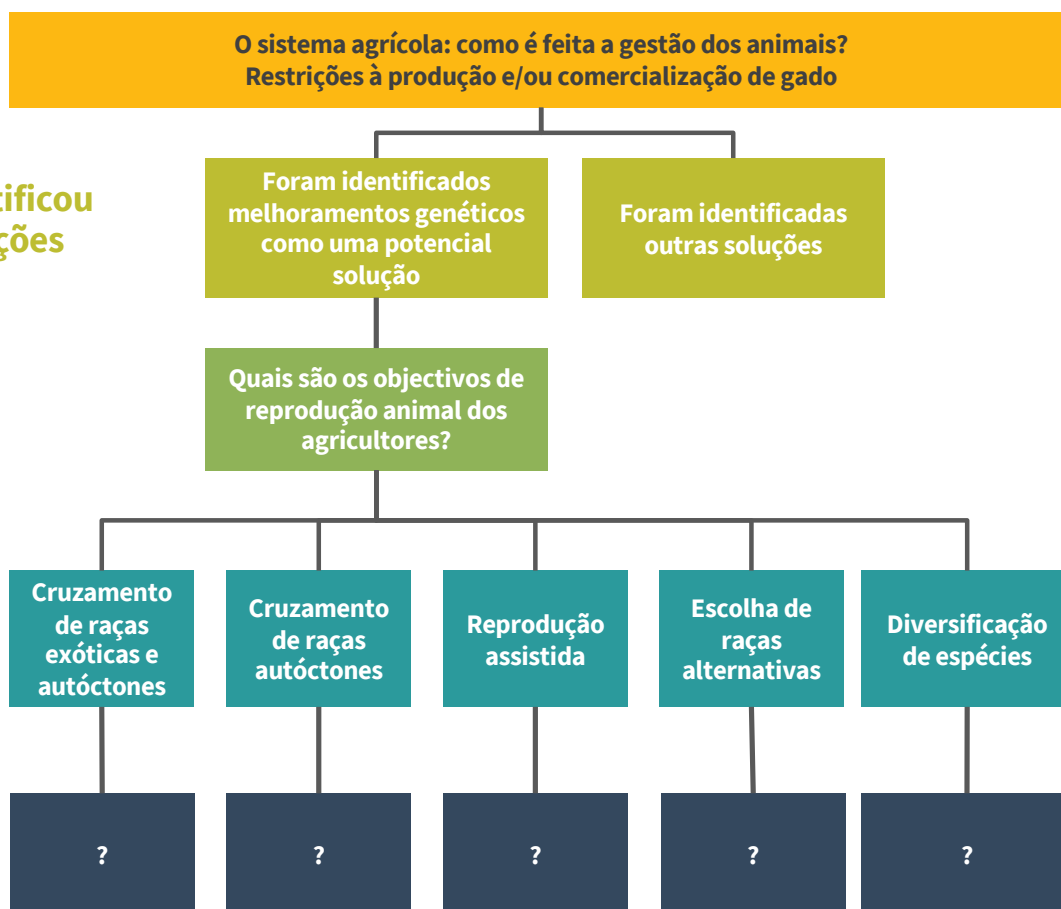 O sistema agrícola: como é feita a gestão dos animais?
Restrições à produção e/ou comercialização de gado
Foram identificados
melhoramentos genéticos
como uma potencial
solução
Foram identificadas
outras soluções
Quais são os objectivos de
reprodução animal dos
agricultores?
Cruzamento
de raças
exóticas e
autóctones
Cruzamento
de raças
autóctones
Reprodução
assistida
Escolha de
raças
alternativas
Diversificação
de espécies
?
?
?
?
?